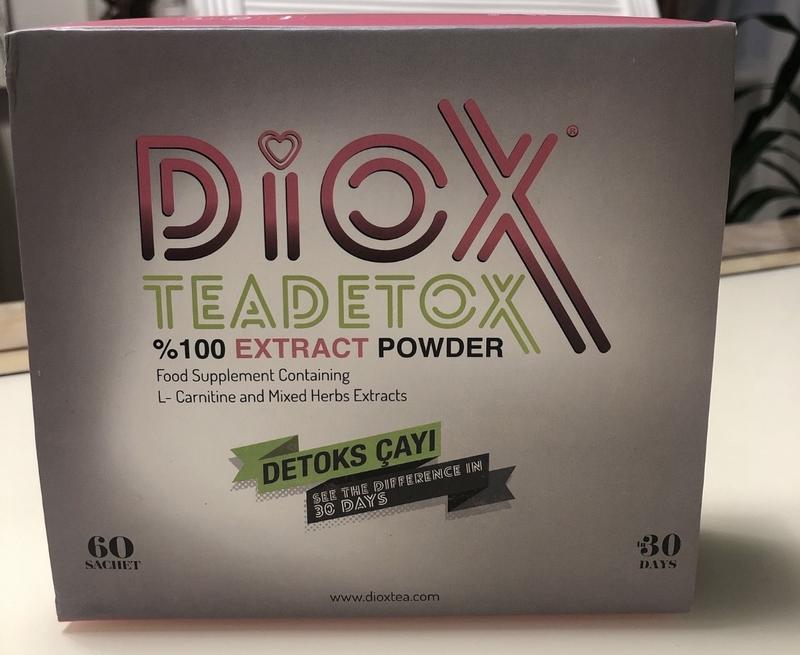 DiOX®
TEADETOX
%100 EXTRACT POWDER
Food Supplement Containing
L- Carnitine and Mixed Herbs Extracts
DETOKS ÇAYI
SEE THE DIFFERENCE IN
30 DAYS
60
SACHET
in 30
DAYS
www.dioxtea.com